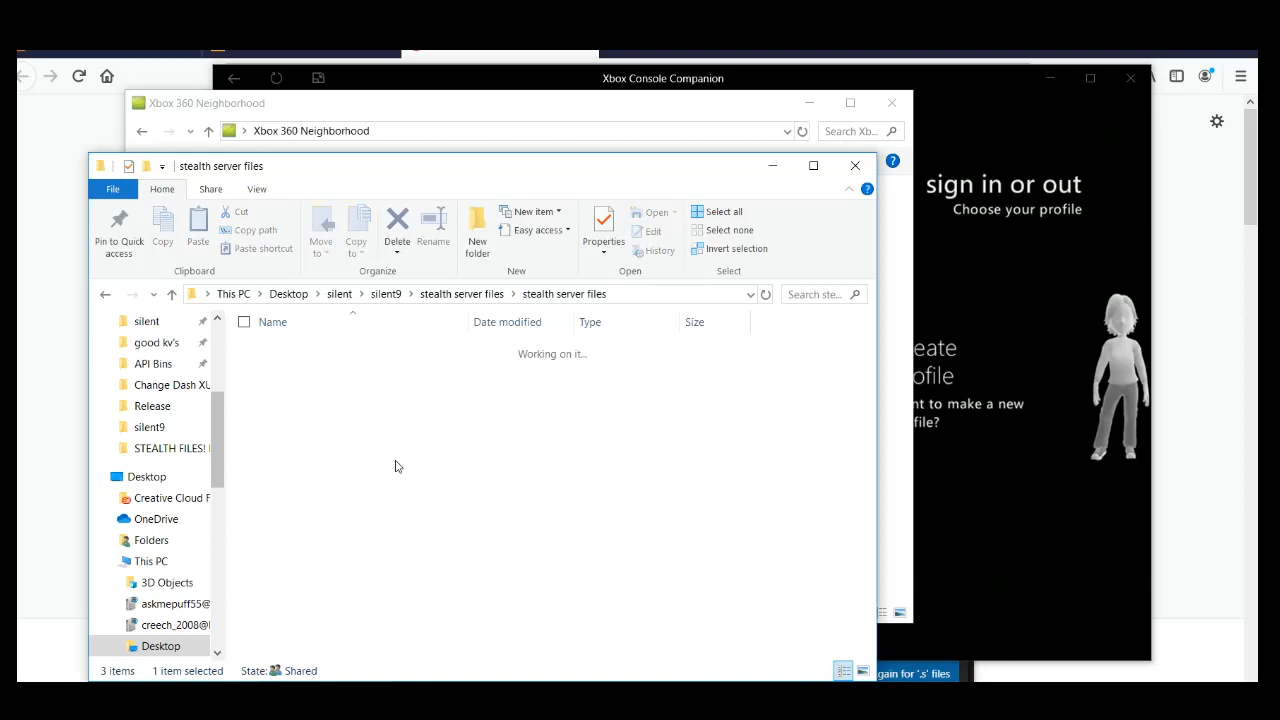 Xbox Console Companion
Xbox 360 Neighborhood
Xbox 360 Neighborhood
Search Xb...
stealth server files
sign in or out
Choose your profile
File Home Share View
Pin to Quick access
Copy
Paste
Cut
Copy path
Paste shortcut
Move to
Copy to
Delete
Rename
New folder
New item
Easy access
Properties
Open
Edit
History
Select all
Select none
Invert selection
Clipboard Organize New Open Select
This PC > Desktop > silent > silent9 > stealth server files > stealth server files
Search ste...
Name Date modified Type Size
Working on it...
silent
good kv's
API Bins
Change Dash XU
Release
silent9
STEALTH FILES!
Desktop
Creative Cloud F
OneDrive
Folders
This PC
3D Objects
askmepuff55@
creech_2008@
Desktop
eate
ofile
nt to make a new
file?
3 items 1 item selected State: Shared
gain for '.s' files